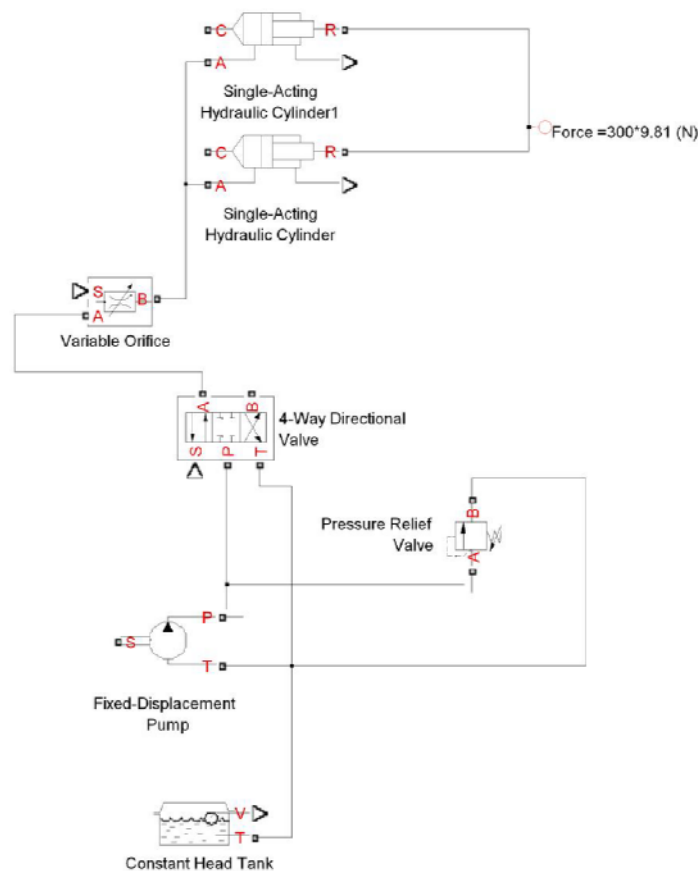 C R
A
Single-Acting
Hydraulic Cylinder1
Force =300*9.81 (N)
C R
A
Single-Acting
Hydraulic Cylinder
S
B
A
Variable Orifice
A B
4-Way Directional
Valve
S P T
B
Pressure Relief
Valve
A
P
S
T
Fixed-Displacement
Pump
V
T
Constant Head Tank